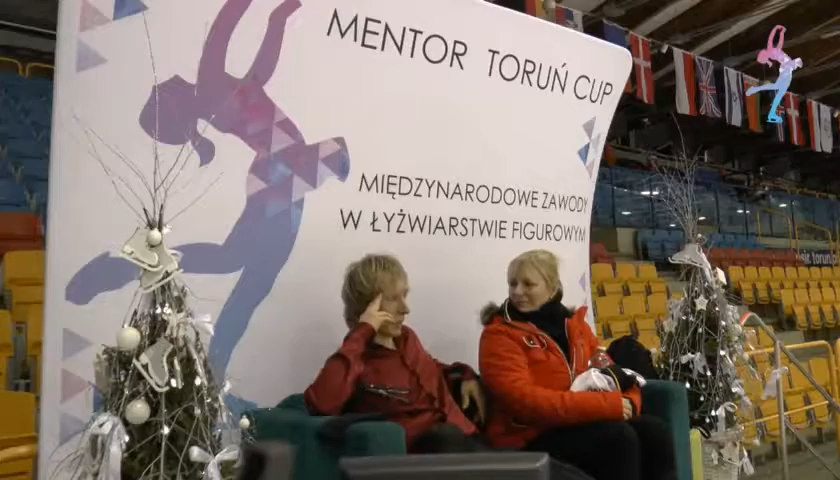 MENTOR TORUŃ CUP
MIĘDZYNARODOWE ZAWODY
W ŁYŻWIARSTWIE FIGUROWYM